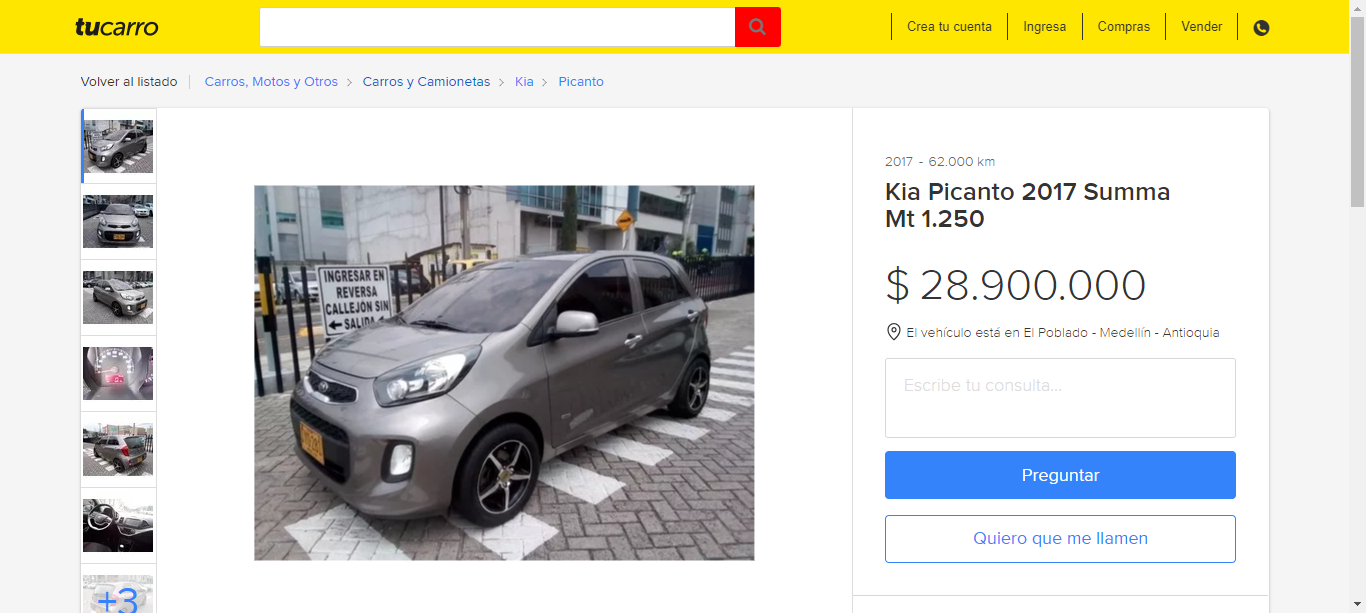 tucarro
Crea tu cuenta
Ingresa
Compras
Vender
Volver al listado
Carros, Motos y Otros > Carros y Camionetas > Kia > Picanto
INGRESAR EN
REVERSA
CALLEJÓN SIN
SALIDA
+3
2017 - 62.000 km
Kia Picanto 2017 Summa
Mt 1.250
$ 28.900.000
El vehículo está en El Poblado - Medellín - Antioquia
Escribe tu consulta...
Preguntar
Quiero que me llamen